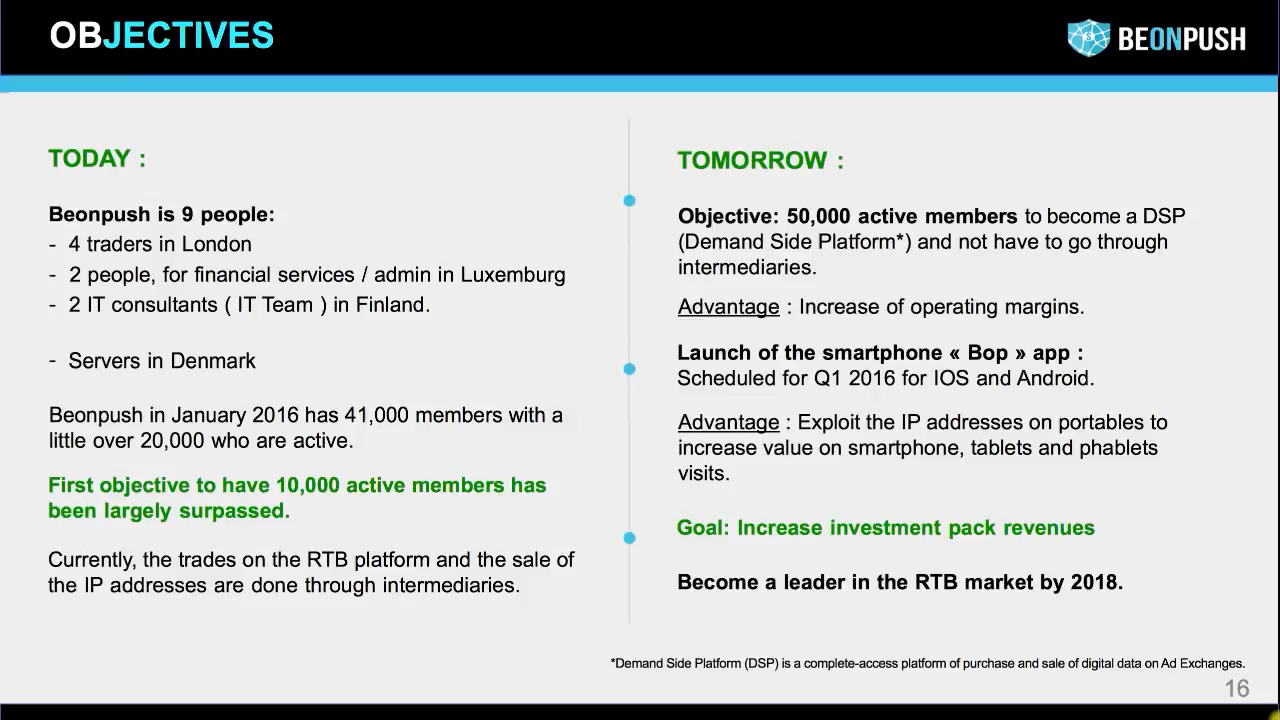 OBJECTIVES
BEONPUSH
TODAY :
Beonpush is 9 people:
- 4 traders in London
- 2 people, for financial services / admin in Luxemburg
- 2 IT consultants ( IT Team ) in Finland.
- Servers in Denmark
Beonpush in January 2016 has 41,000 members with a
little over 20,000 who are active.
First objective to have 10,000 active members has
been largely surpassed.
Currently, the trades on the RTB platform and the sale of
the IP addresses are done through intermediaries.
TOMORROW :
Objective: 50,000 active members to become a DSP
(Demand Side Platform*) and not have to go through
intermediaries.
Advantage : Increase of operating margins.
Launch of the smartphone « Bop » app :
Scheduled for Q1 2016 for IOS and Android.
Advantage : Exploit the IP addresses on portables to
increase value on smartphone, tablets and phablets
visits.
Goal: Increase investment pack revenues
Become a leader in the RTB market by 2018.
*Demand Side Platform (DSP) is a complete-access platform of purchase and sale of digital data on Ad Exchanges.
16